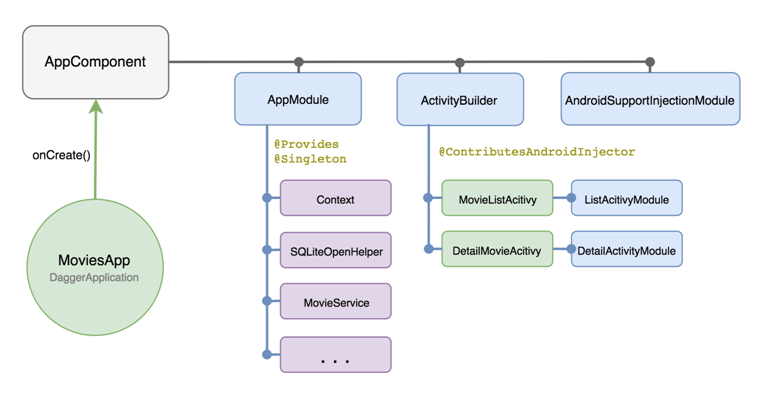 AppComponent
AppModule
ActivityBuilder
AndroidSupportInjectionModule
@Provides
@Singleton
@ContributesAndroidInjector
onCreate()
Context
MovieListAcitivy
ListAcitivyModule
SQLiteOpenHelper
DetailMovieAcitivy
DetailActivityModule
MoviesApp
DaggerApplication
MovieService
. . .